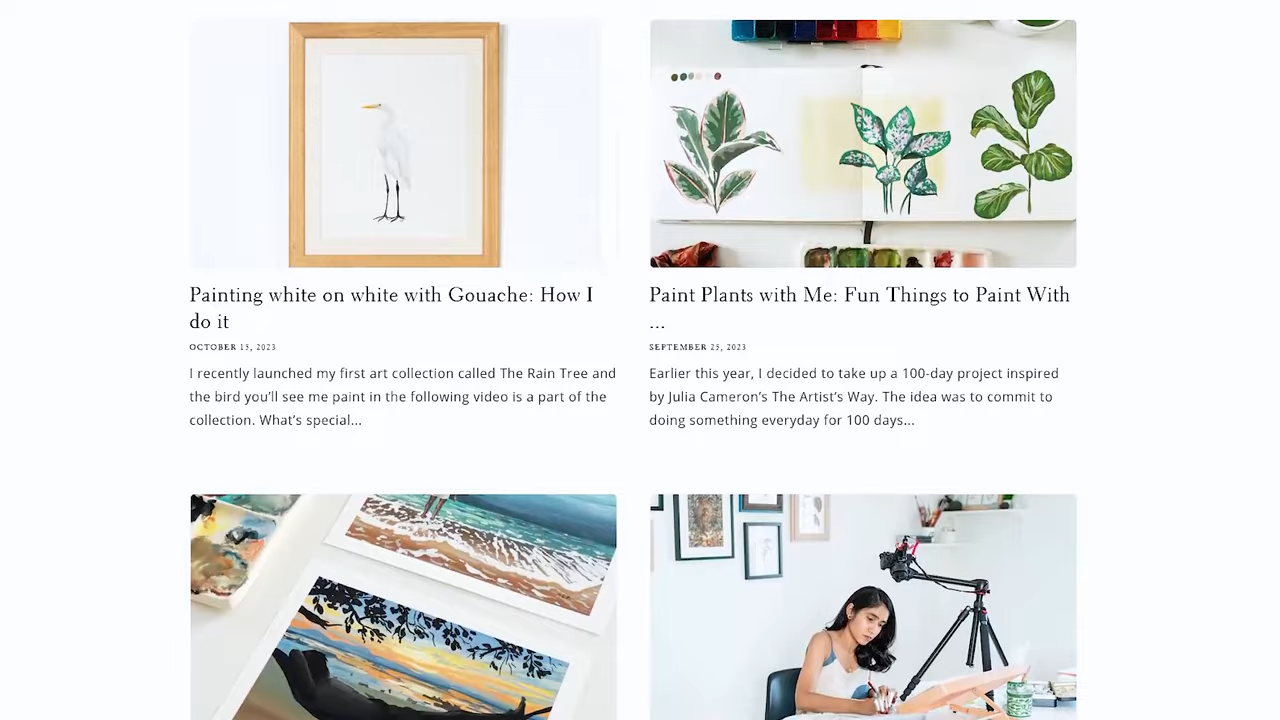 Painting white on white with Gouache: How I
do it
OCTOBER 15, 2023
I recently launched my first art collection called The Rain Tree and
the bird you’ll see me paint in the following video is a part of the
collection. What’s special...
Paint Plants with Me: Fun Things to Paint With
...
SEPTEMBER 25, 2023
Earlier this year, I decided to take up a 100-day project inspired
by Julia Cameron’s The Artist’s Way. The idea was to commit to
doing something everyday for 100 days...